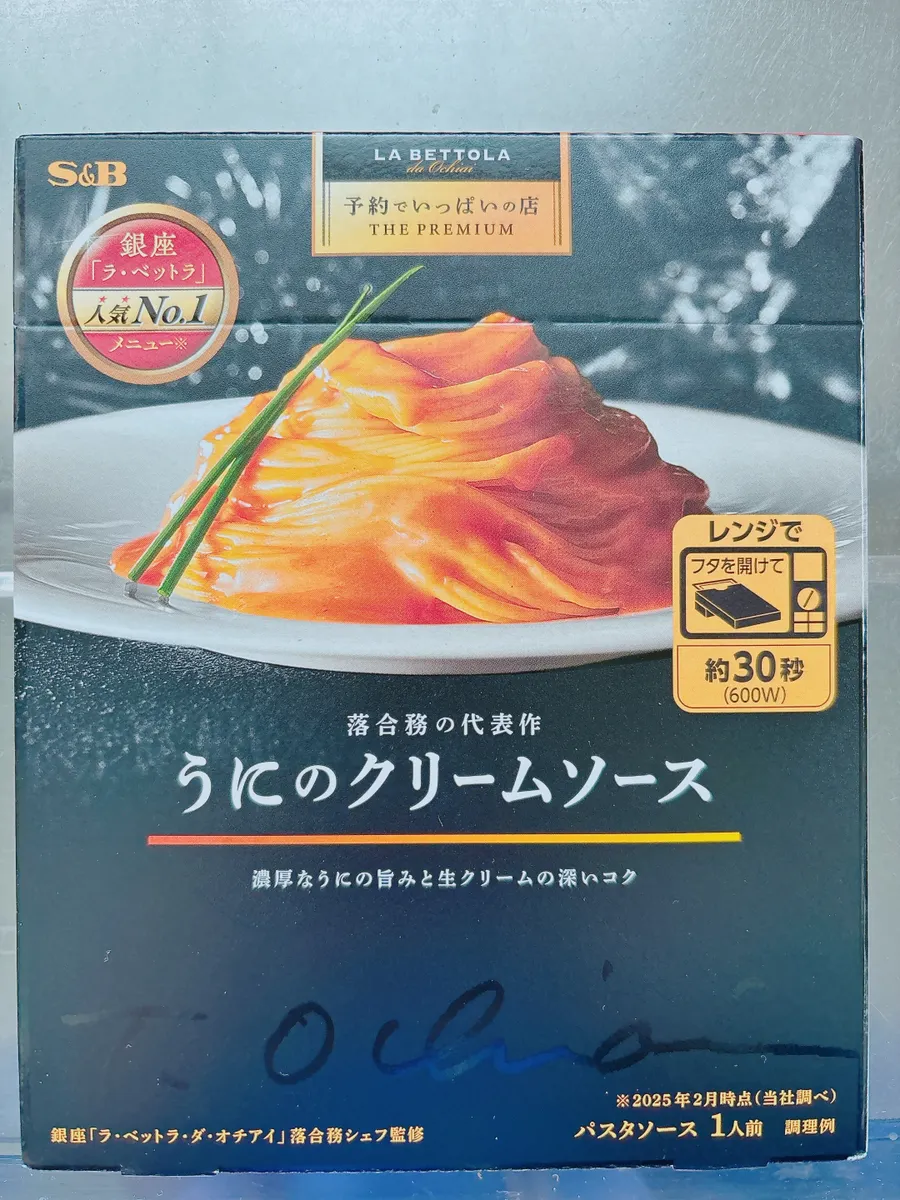 S&B
LA BETTOLA
da Ochiai
予約でいっぱいの店
THE PREMIUM
銀座
「ラ・ベットラ」
人気No.1
メニュー※
レンジで
フタを開けて
約30秒
(600W)
落合務の代表作
うにのクリームソース
濃厚なうにの旨みと生クリームの深いコク
T. Ochiai
※2025年2月時点(当社調べ)
銀座「ラ・ベットラ・ダ・オチアイ」落合務シェフ監修
パスタソース 1人前 調理例